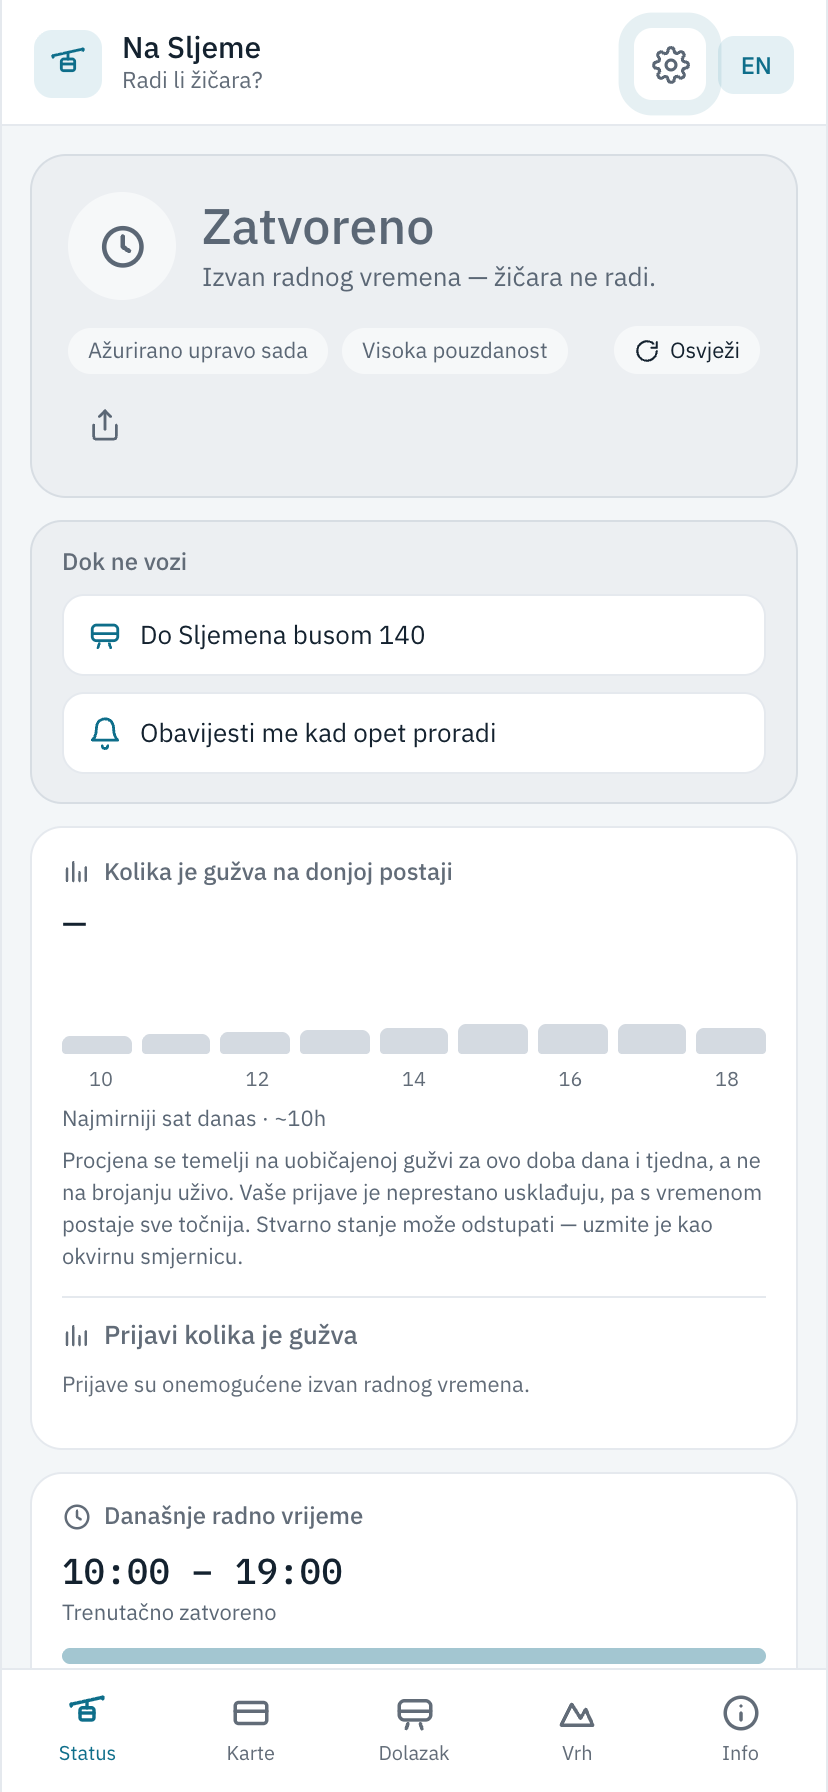 Na Sljeme
Radi li žičara?
EN
Zatvoreno
Izvan radnog vremena — žičara ne radi.
Ažurirano upravo sada
Visoka pouzdanost
Osvježi
Dok ne vozi
Do Sljemena busom 140
Obavijesti me kad opet proradi
Kolika je gužva na donjoj postaji
—
10 12 14 16 18
Najmirniji sat danas · ~10h
Procjena se temelji na uobičajenoj gužvi za ovo doba dana i tjedna, a ne
na brojanju uživo. Vaše prijave je neprestano usklađuju, pa s vremenom
postaje sve točnija. Stvarno stanje može odstupati — uzmite je kao
okvirnu smjernicu.
Prijavi kolika je gužva
Prijave su onemogućene izvan radnog vremena.
Današnje radno vrijeme
10:00 – 19:00
Trenutačno zatvoreno
Status
Karte
Dolazak
Vrh
Info